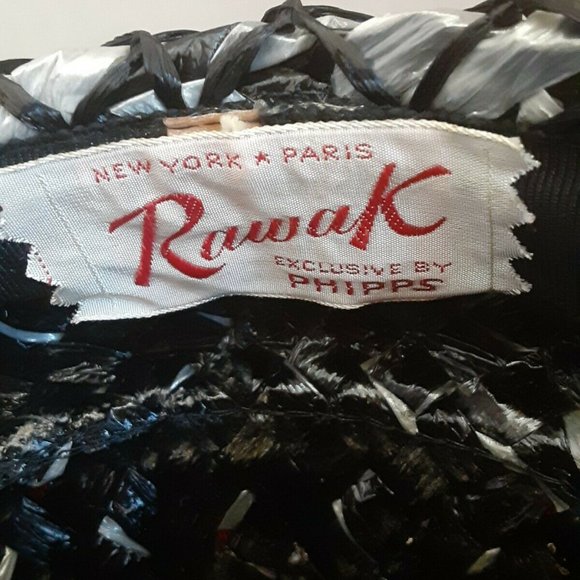 NEW YORK ★ PARIS
Rawak
EXCLUSIVE BY
PHIPPS